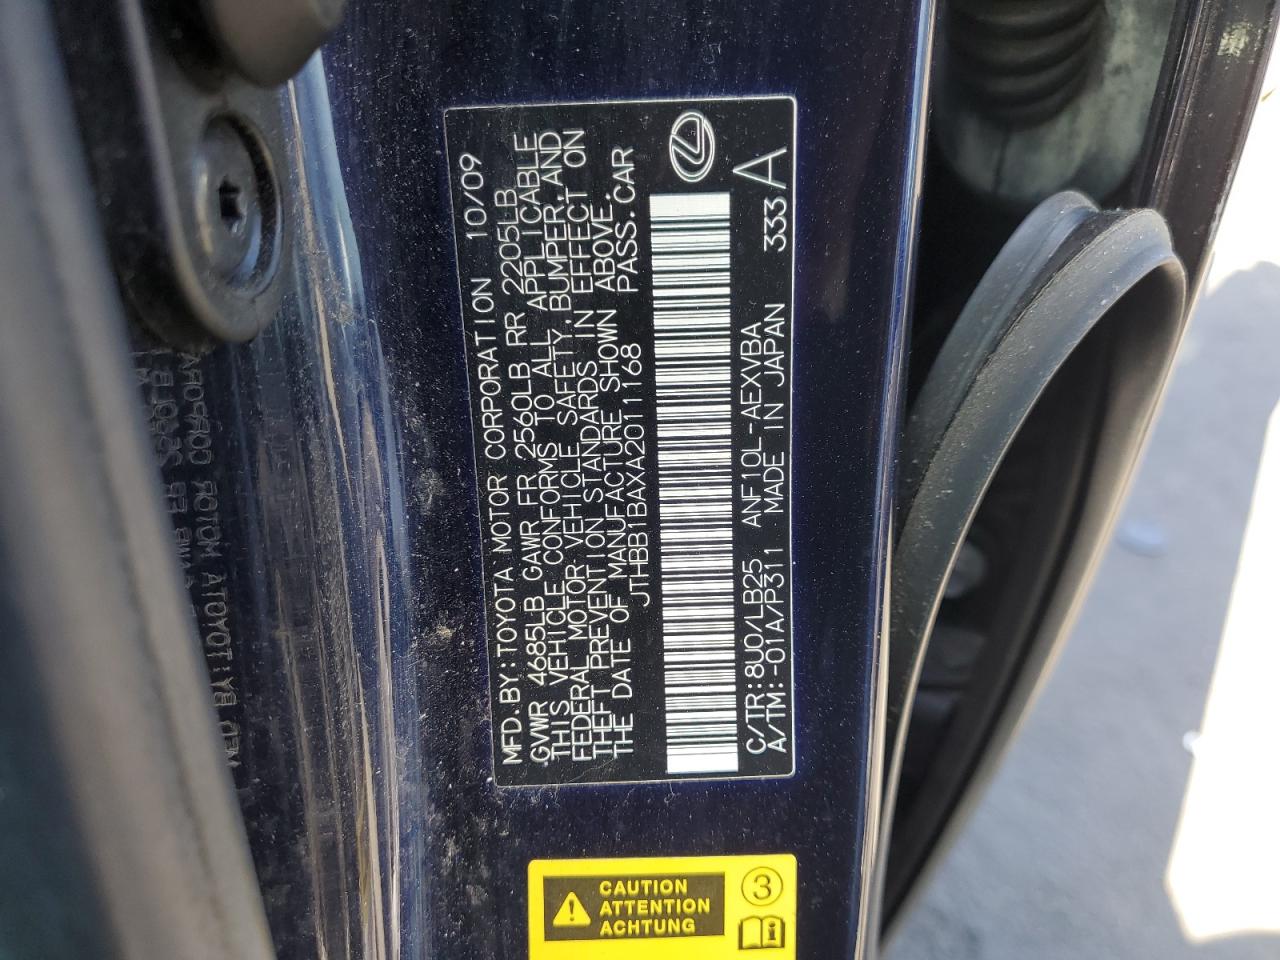 MFD.BY:TOYOTA MOTOR CORPORATION 10/09
GVWR 4685LB GAWR FR 2560LB RR 2205LB
THIS VEHICLE CONFORMS TO ALL APPLICABLE
FEDERAL MOTOR VEHICLE SAFETY, BUMPER, AND
THEFT PREVENTION STANDARDS IN EFFECT ON
THE DATE OF MANUFACTURE SHOWN ABOVE.
JTHBB1BAXA2011168 PASS.CAR
C/TR:8U0/LB25 ANF10L-AEXVBA
A/TM:-01A/P311 MADE IN JAPAN 333A
CAUTION
ATTENTION
ACHTUNG
3